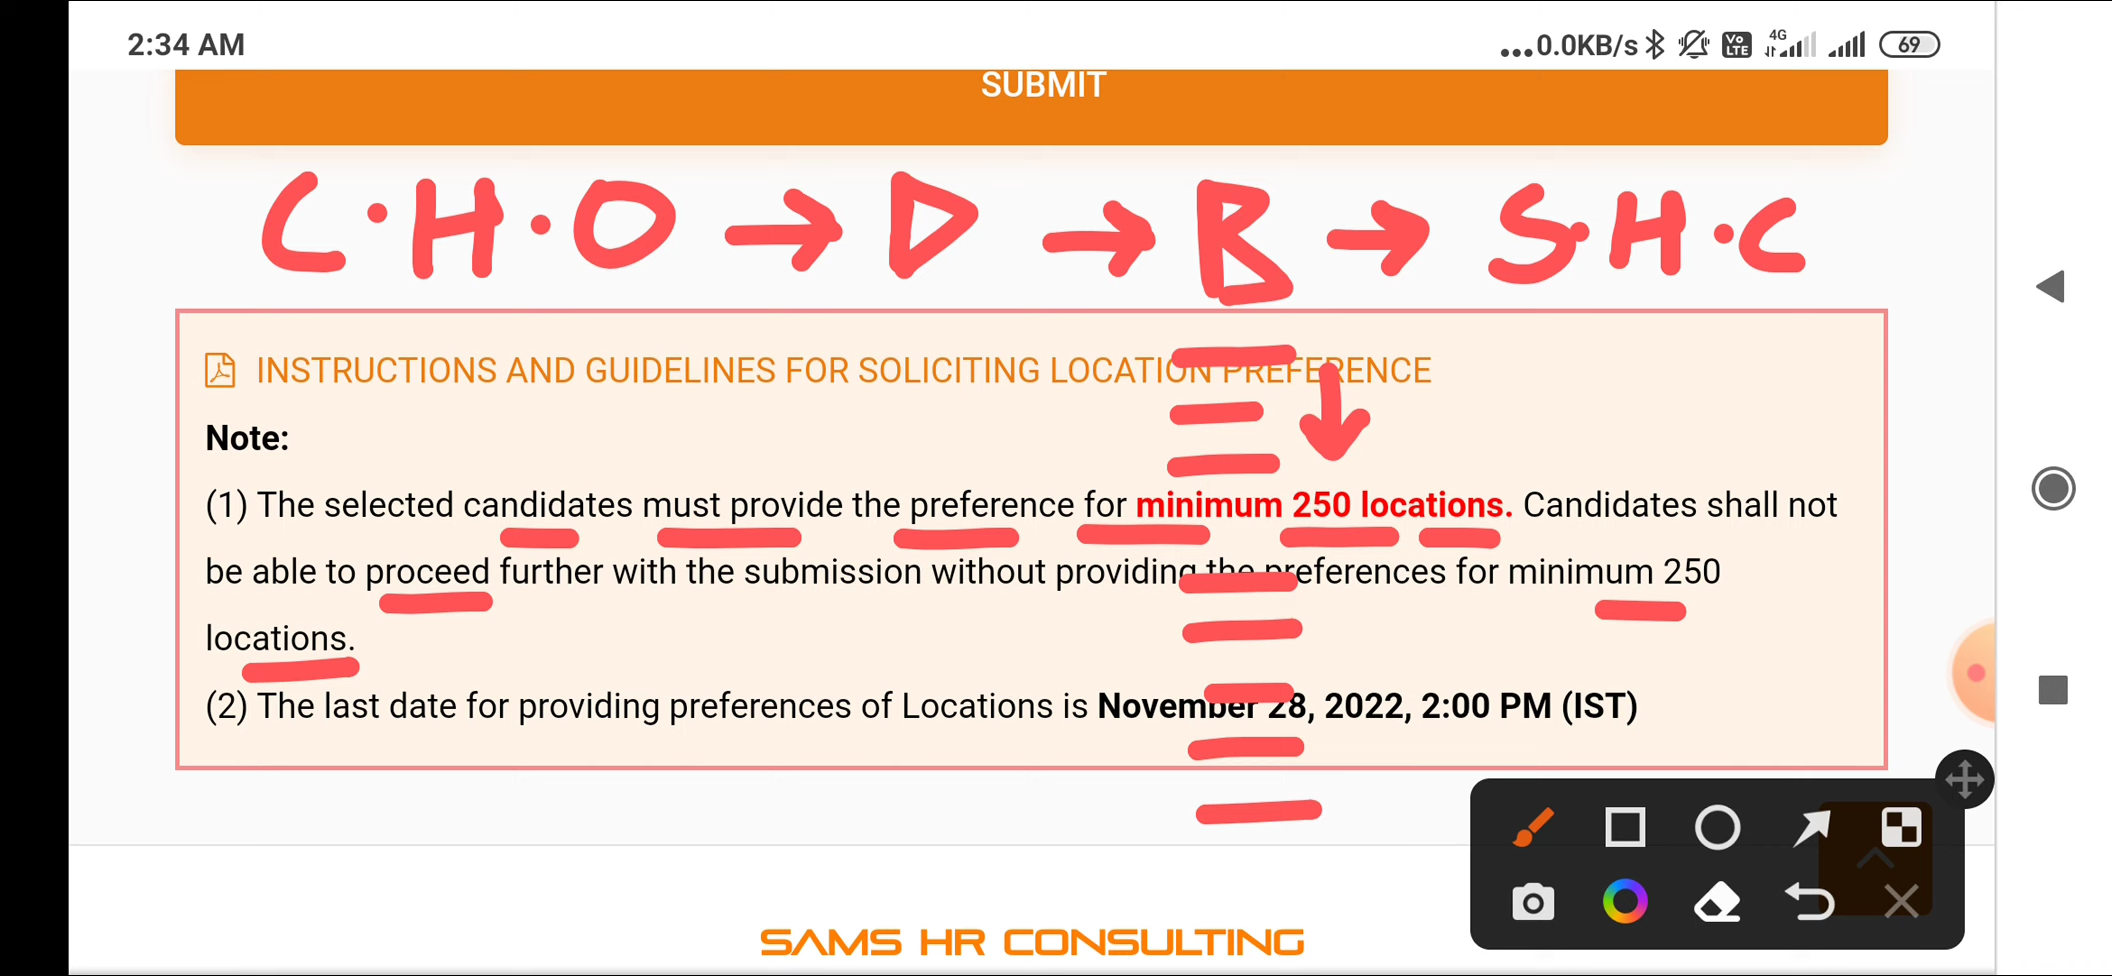 2:34 AM ...0.0KB/s Vo LTE 4G 69
SUBMIT
C.H.O → D → B → S.H.C
INSTRUCTIONS AND GUIDELINES FOR SOLICITING LOCATION PREFERENCE
Note:
(1) The selected candidates must provide the preference for minimum 250 locations. Candidates shall not
be able to proceed further with the submission without providing the preferences for minimum 250
locations.
(2) The last date for providing preferences of Locations is November 28, 2022, 2:00 PM (IST)
SAMS HR CONSULTING